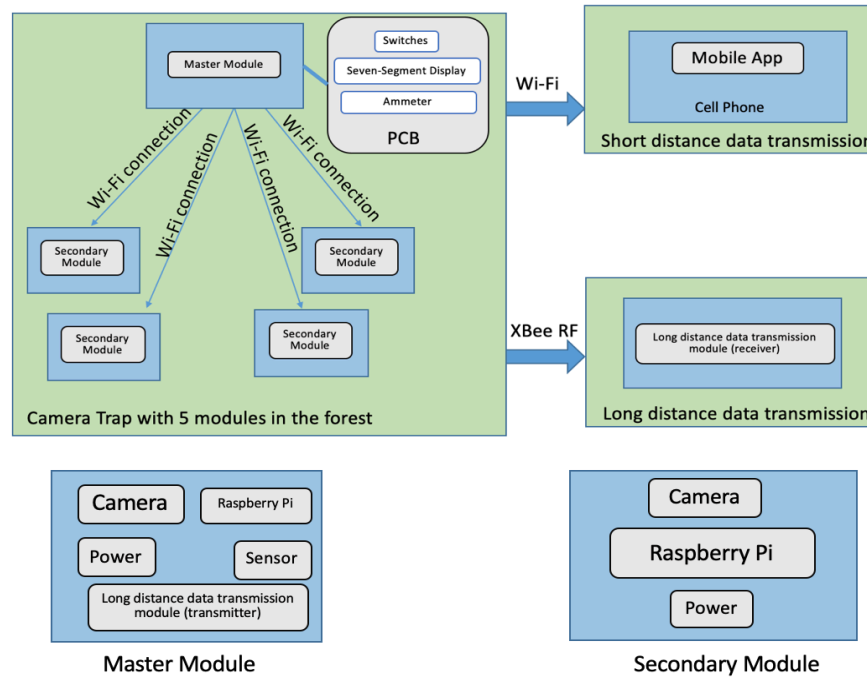 Master Module
Switches
Seven-Segment Display
Ammeter
PCB
Wi-Fi connection
Wi-Fi connection
Wi-Fi connection
Wi-Fi connection
Secondary
Module
Secondary
Module
Secondary
Module
Secondary
Module
Camera Trap with 5 modules in the forest
Wi-Fi
Mobile App
Cell Phone
Short distance data transmission
XBee RF
Long distance data transmission
module (receiver)
Long distance data transmission
Camera
Raspberry Pi
Power
Sensor
Long distance data transmission
module (transmitter)
Master Module
Camera
Raspberry Pi
Power
Secondary Module